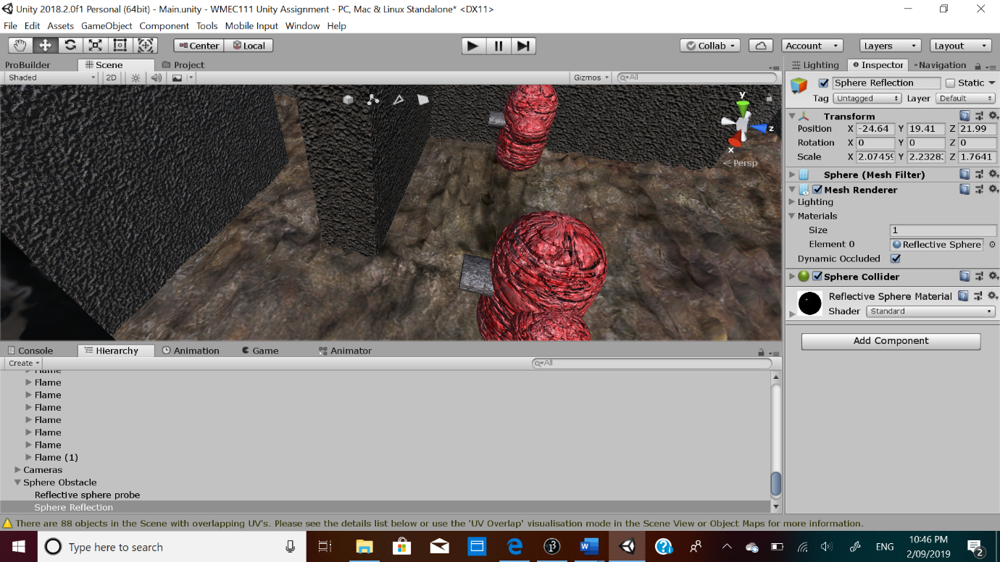 Unity 2018.2.0f1 Personal (64bit) - Main.unity - WMEC111 Unity Assignment - PC, Mac & Linux Standalone* <DX11>
File Edit Assets GameObject Component Tools Mobile Input Window Help
Center Local Collab Account Layers Layout
ProBuilder Scene Project Lighting Inspector Navigation
Shaded 2D Gizmos All
Sphere Reflection Static
Tag Untagged Layer Default
Transform
Position X -24.64 Y 19.41 Z 21.99
Rotation X 0 Y 0 Z 0
Scale X 2.07459 Y 2.2328 Z 1.7641
y
z
x
Persp
Sphere (Mesh Filter)
Mesh Renderer
Lighting
Materials
Size 1
Element 0 Reflective Sphere
Dynamic Occluded
Sphere Collider
Reflective Sphere Material
Shader Standard
Add Component
Console Hierarchy Animation Game Animator
Create All
Flame
Flame
Flame
Flame
Flame
Flame
Flame
Flame (1)
Cameras
Sphere Obstacle
Reflective sphere probe
Sphere Reflection
There are 88 objects in the Scene with overlapping UV's. Please see the details list below or use the 'UV Overlap' visualisation mode in the Scene View or Object Maps for more information.
Type here to search
ENG
10:46 PM
2/09/2019
2